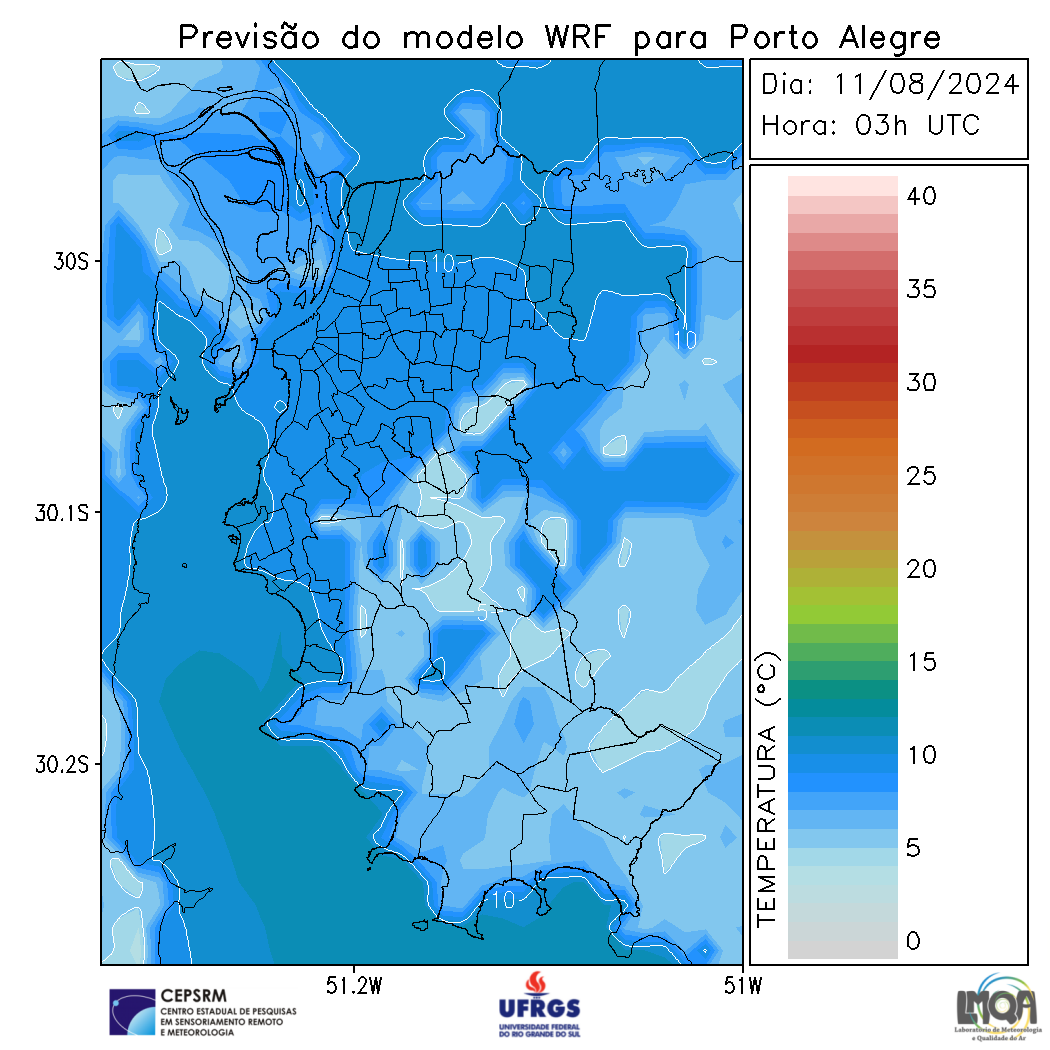 Previsão do modelo WRF para Porto Alegre
Dia: 11/08/2024
Hora: 03h UTC
40
35
30
25
20
15
10
5
0
TEMPERATURA (°C)
30S
30.1S
30.2S
51.2W
51W
10
10
5
10
CEPSRM
CENTRO ESTADUAL DE PESQUISAS
EM SENSORIAMENTO REMOTO
E METEOROLOGIA
UFRGS
UNIVERSIDADE FEDERAL
DO RIO GRANDE DO SUL
LMQA
Laboratório de Meteorologia
e Qualidade do Ar